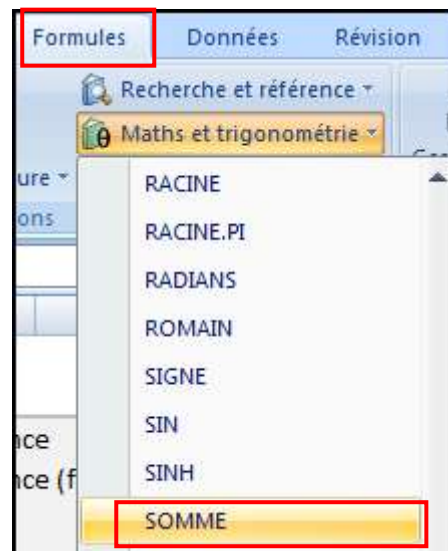 Formules Données Révision
Recherche et référence
Maths et trigonométrie
ure
ons
RACINE
RACINE.PI
RADIANS
ROMAIN
SIGNE
SIN
SINH
SOMME
nce
nce (f